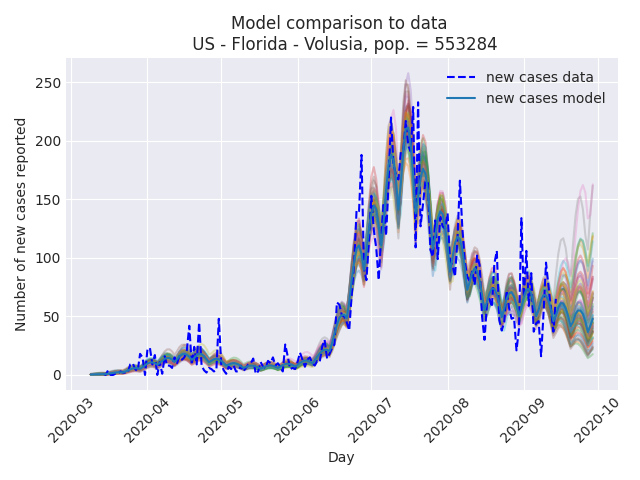 Model comparison to data
US - Florida - Volusia, pop. = 553284
new cases data
new cases model
Number of new cases reported
250
200
150
100
50
0
2020-03
2020-04
2020-05
2020-06
2020-07
2020-08
2020-09
2020-10
Day